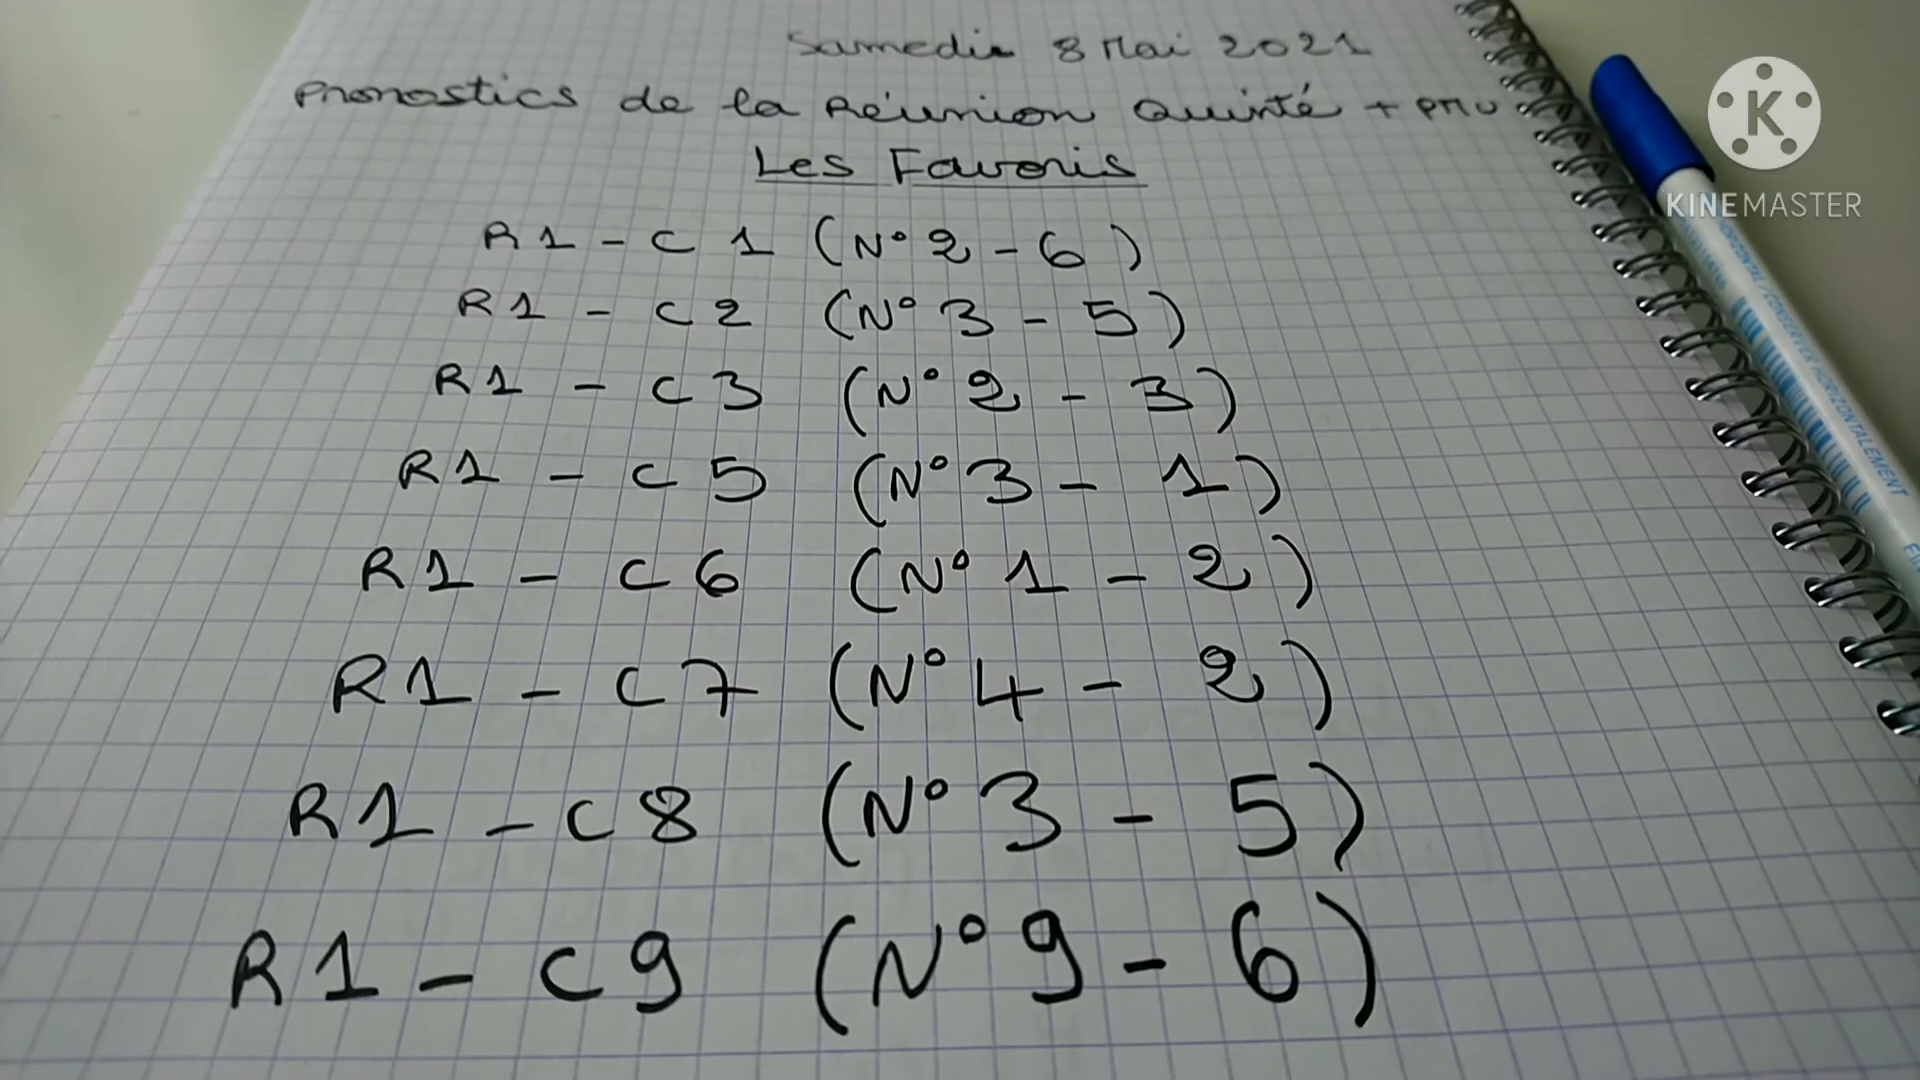 Samedi 8 Mai 2021
Pronostics de la Réunion Quinté + PMU
Les Favoris
R1 - C1 (N° 2 - 6)
R1 - C2 (N° 3 - 5)
R1 - C3 (N° 2 - 3)
R1 - C5 (N° 3 - 1)
R1 - C6 (N° 1 - 2)
R1 - C7 (N° 4 - 2)
R1 - C8 (N° 3 - 5)
R1 - C9 (N° 9 - 6)
K
KINEMASTER
HORIZONTALEMENT